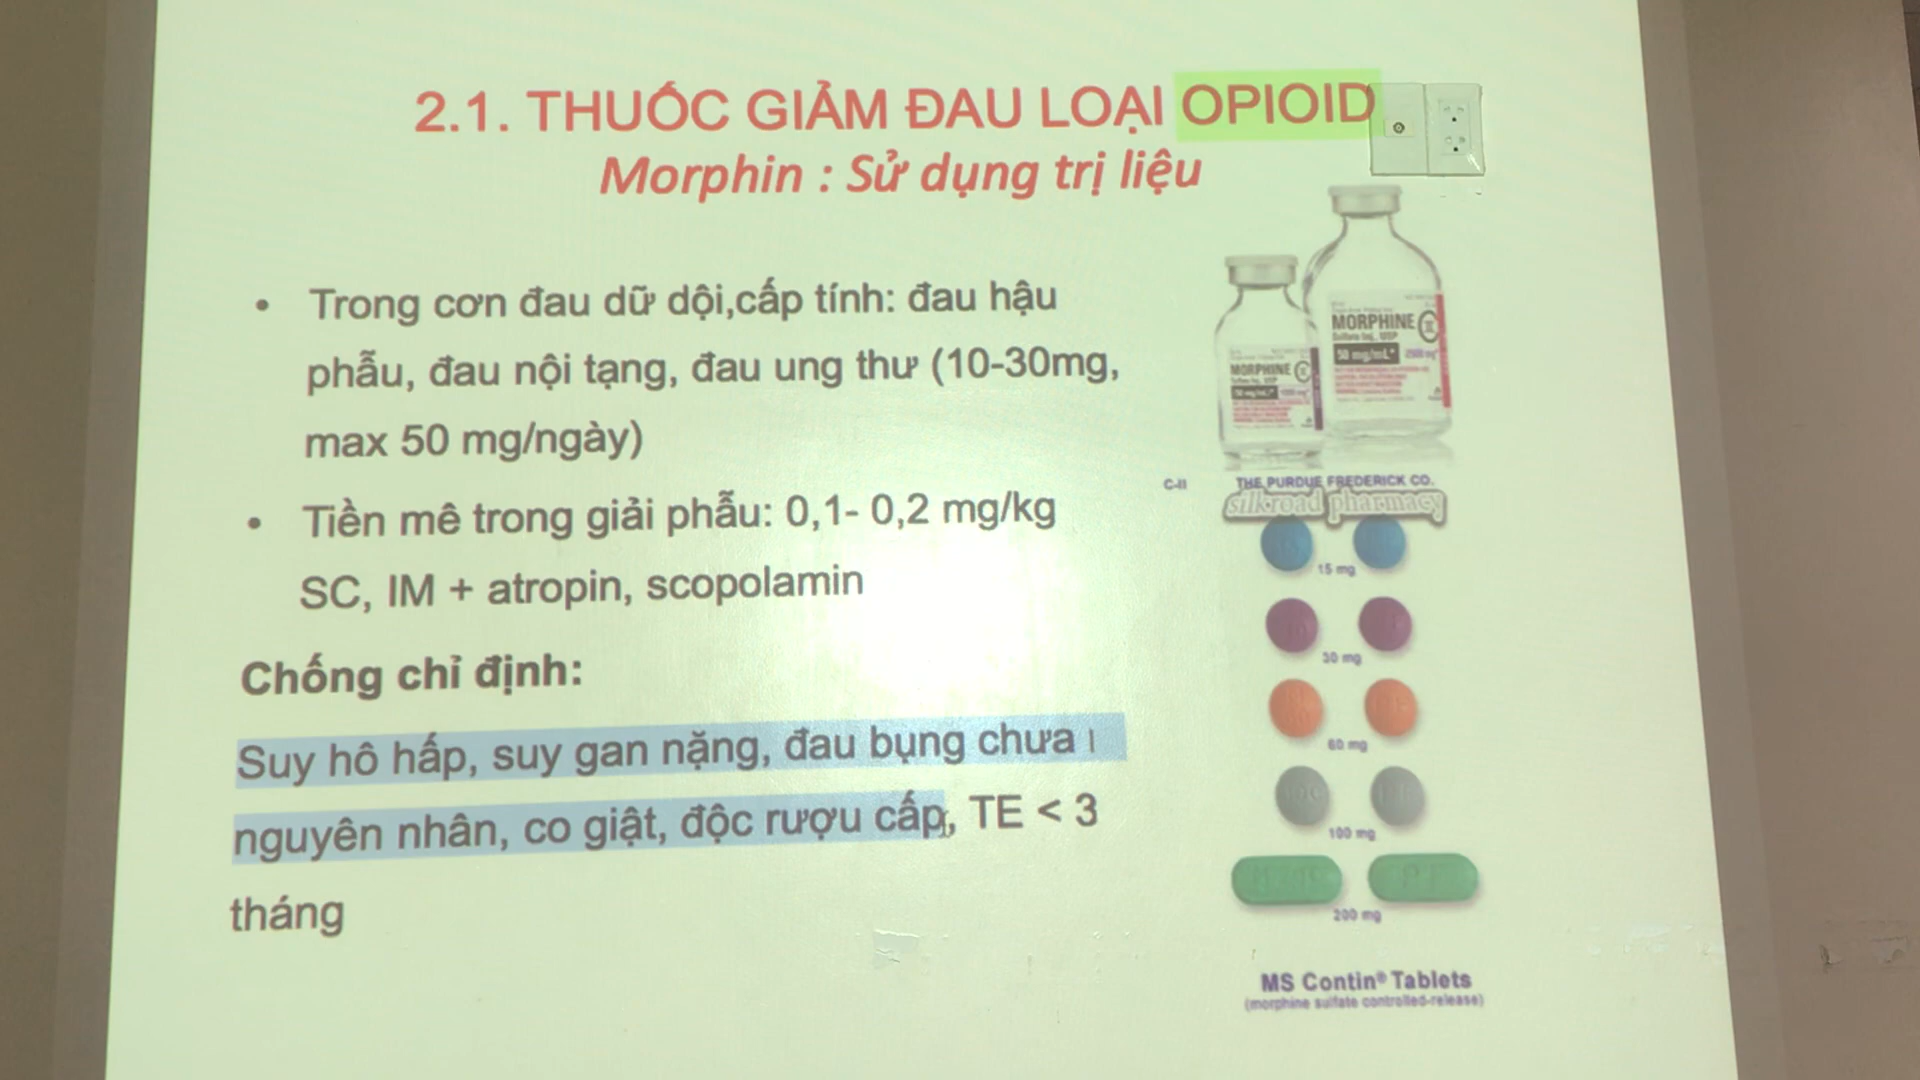 2.1. THUỐC GIẢM ĐAU LOẠI OPIOID
Morphin : Sử dụng trị liệu
• Trong cơn đau dữ dội,cấp tính: đau hậu
phẫu, đau nội tạng, đau ung thư (10-30mg,
max 50 mg/ngày)
• Tiền mê trong giải phẫu: 0,1- 0,2 mg/kg
SC, IM + atropin, scopolamin
Chống chỉ định:
Suy hô hấp, suy gan nặng, đau bụng chưa
nguyên nhân, co giật, độc rượu cấp, TE < 3
tháng
MORPHINE
50 mg/mL
MORPHINE
C-II
THE PURDUE FREDERICK CO.
silkroad pharmacy
15 mg
30 mg
60 mg
100 mg
200 mg
MS Contin® Tablets
(morphine sulfate controlled-release)